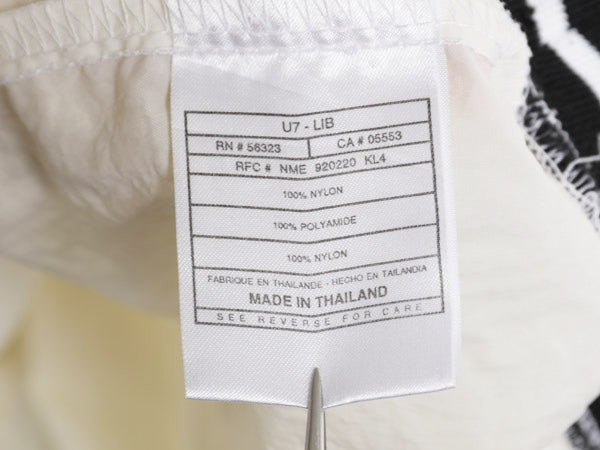 U7 - LIB
RN # 56323 CA # 05553
RFC # NME 920220 KL4
100% NYLON
100% POLYAMIDE
100% NYLON
FABRIQUE EN THAILANDE - HECHO EN TAILANDIA
MADE IN THAILAND
SEE REVERSE FOR CARE